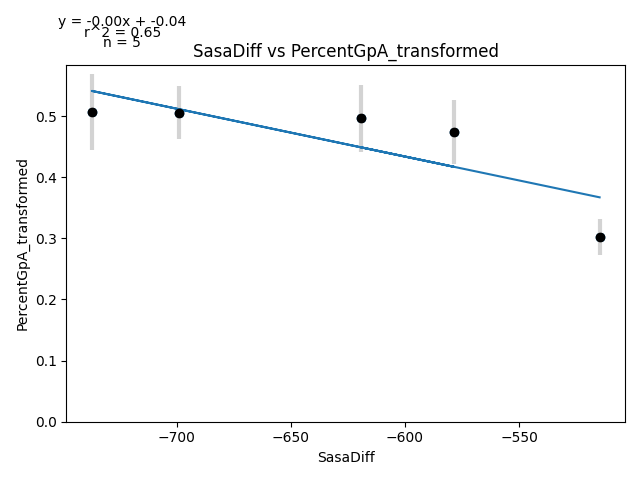 y = -0.00x + -0.04
r^2 = 0.65
n = 5
SasaDiff vs PercentGpA_transformed
PercentGpA_transformed
0.5
0.4
0.3
0.2
0.1
0.0
−700
−650
−600
−550
SasaDiff